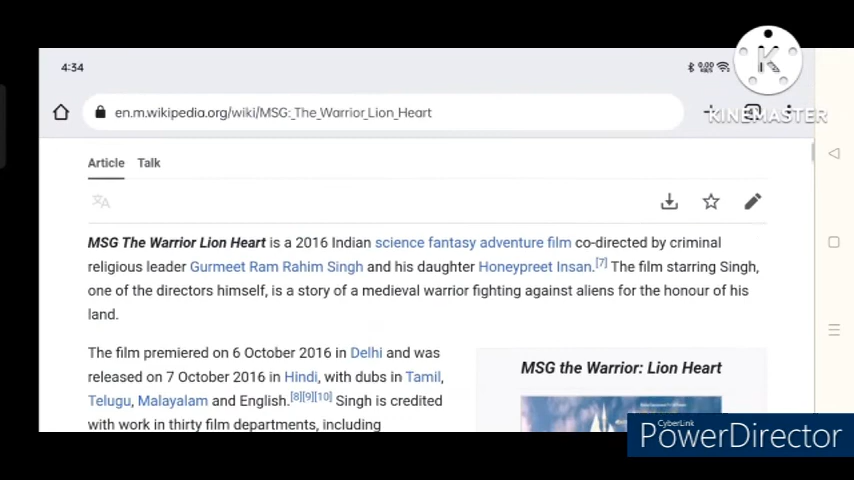 4:34
KINEMASTER
en.m.wikipedia.org/wiki/MSG:_The_Warrior_Lion_Heart
Article Talk
MSG The Warrior Lion Heart is a 2016 Indian science fantasy adventure film co-directed by criminal
religious leader Gurmeet Ram Rahim Singh and his daughter Honeypreet Insan.[7] The film starring Singh,
one of the directors himself, is a story of a medieval warrior fighting against aliens for the honour of his
land.
The film premiered on 6 October 2016 in Delhi and was
released on 7 October 2016 in Hindi, with dubs in Tamil,
Telugu, Malayalam and English.[8][9][10] Singh is credited
with work in thirty film departments, including
MSG the Warrior: Lion Heart
CyberLink
PowerDirector